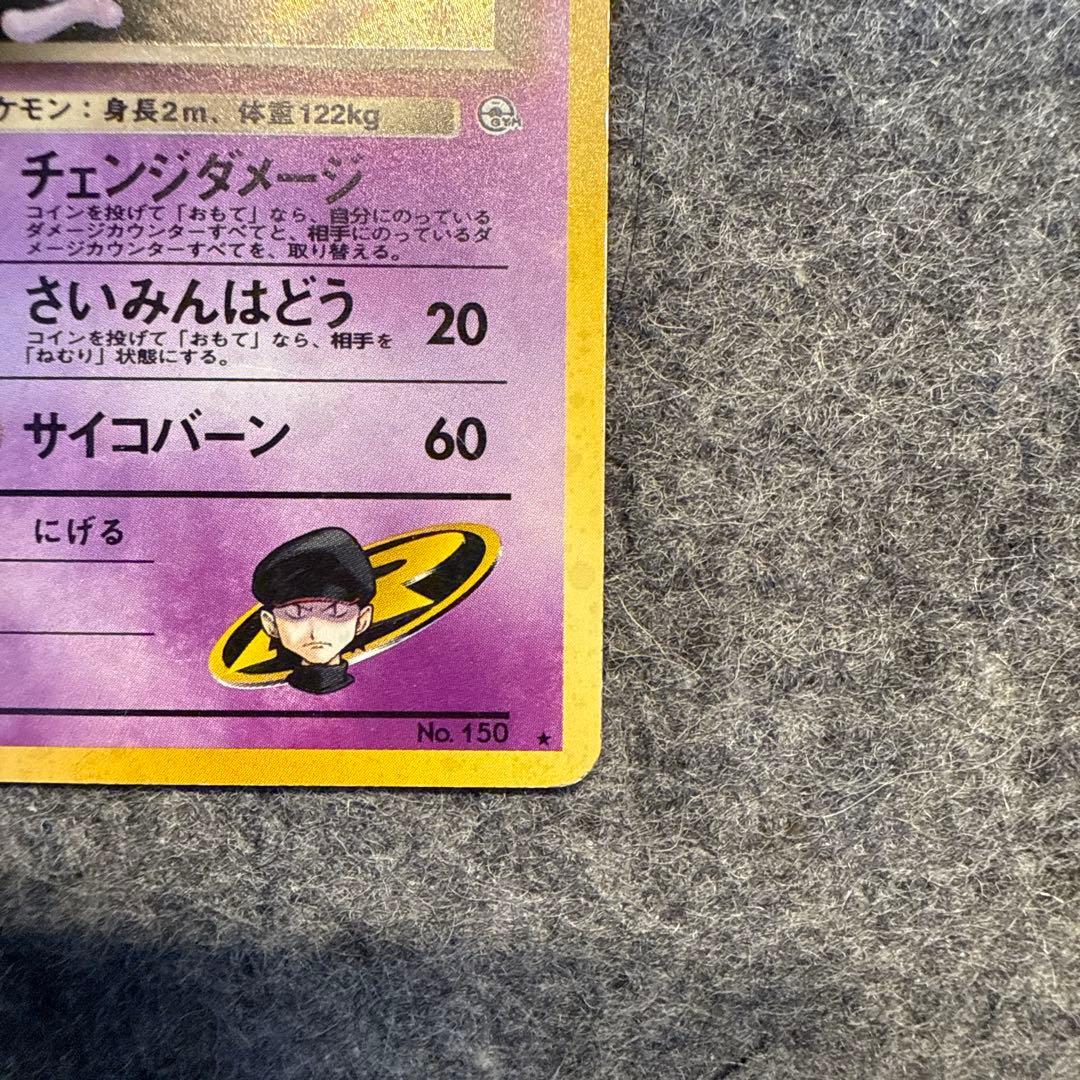 ケモン：身長2m、体重122kg
GYM
チェンジダメージ
コインを投げて「おもて」なら、自分にのっている
ダメージカウンターすべてと、相手にのっているダ
メージカウンターすべてを、取り替える。
さいみんはどう 20
コインを投げて「おもて」なら、相手を
「ねむり」状態にする。
サイコバーン 60
にげる
R
No. 150 ★